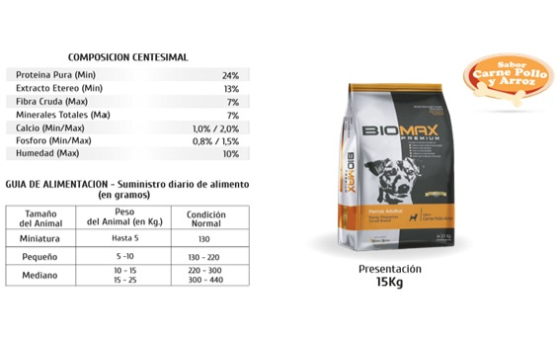 COMPOSICION CENTESIMAL
Proteina Pura (Min) 24%
Extracto Etereo (Min) 13%
Fibra Cruda (Max) 7%
Minerales Totales (Max) 7%
Calcio (Min/Max) 1,0% / 2,0%
Fosforo (Min/Max) 0,8% / 1,5%
Humedad (Max) 10%
GUIA DE ALIMENTACION - Suministro diario de alimento
(en gramos)
Tamaño
del Animal
Peso
del Animal (en Kg.)
Condición
Normal
Miniatura Hasta 5 130
Pequeño 5 -10 130 - 220
Mediano 10 - 15 220 - 300
15 - 25 300 - 440
Sabor
Carne Pollo
y Arroz
BIOMAX
PREMIUM
BIOMAX
Perros Adultos
Presentación
15Kg